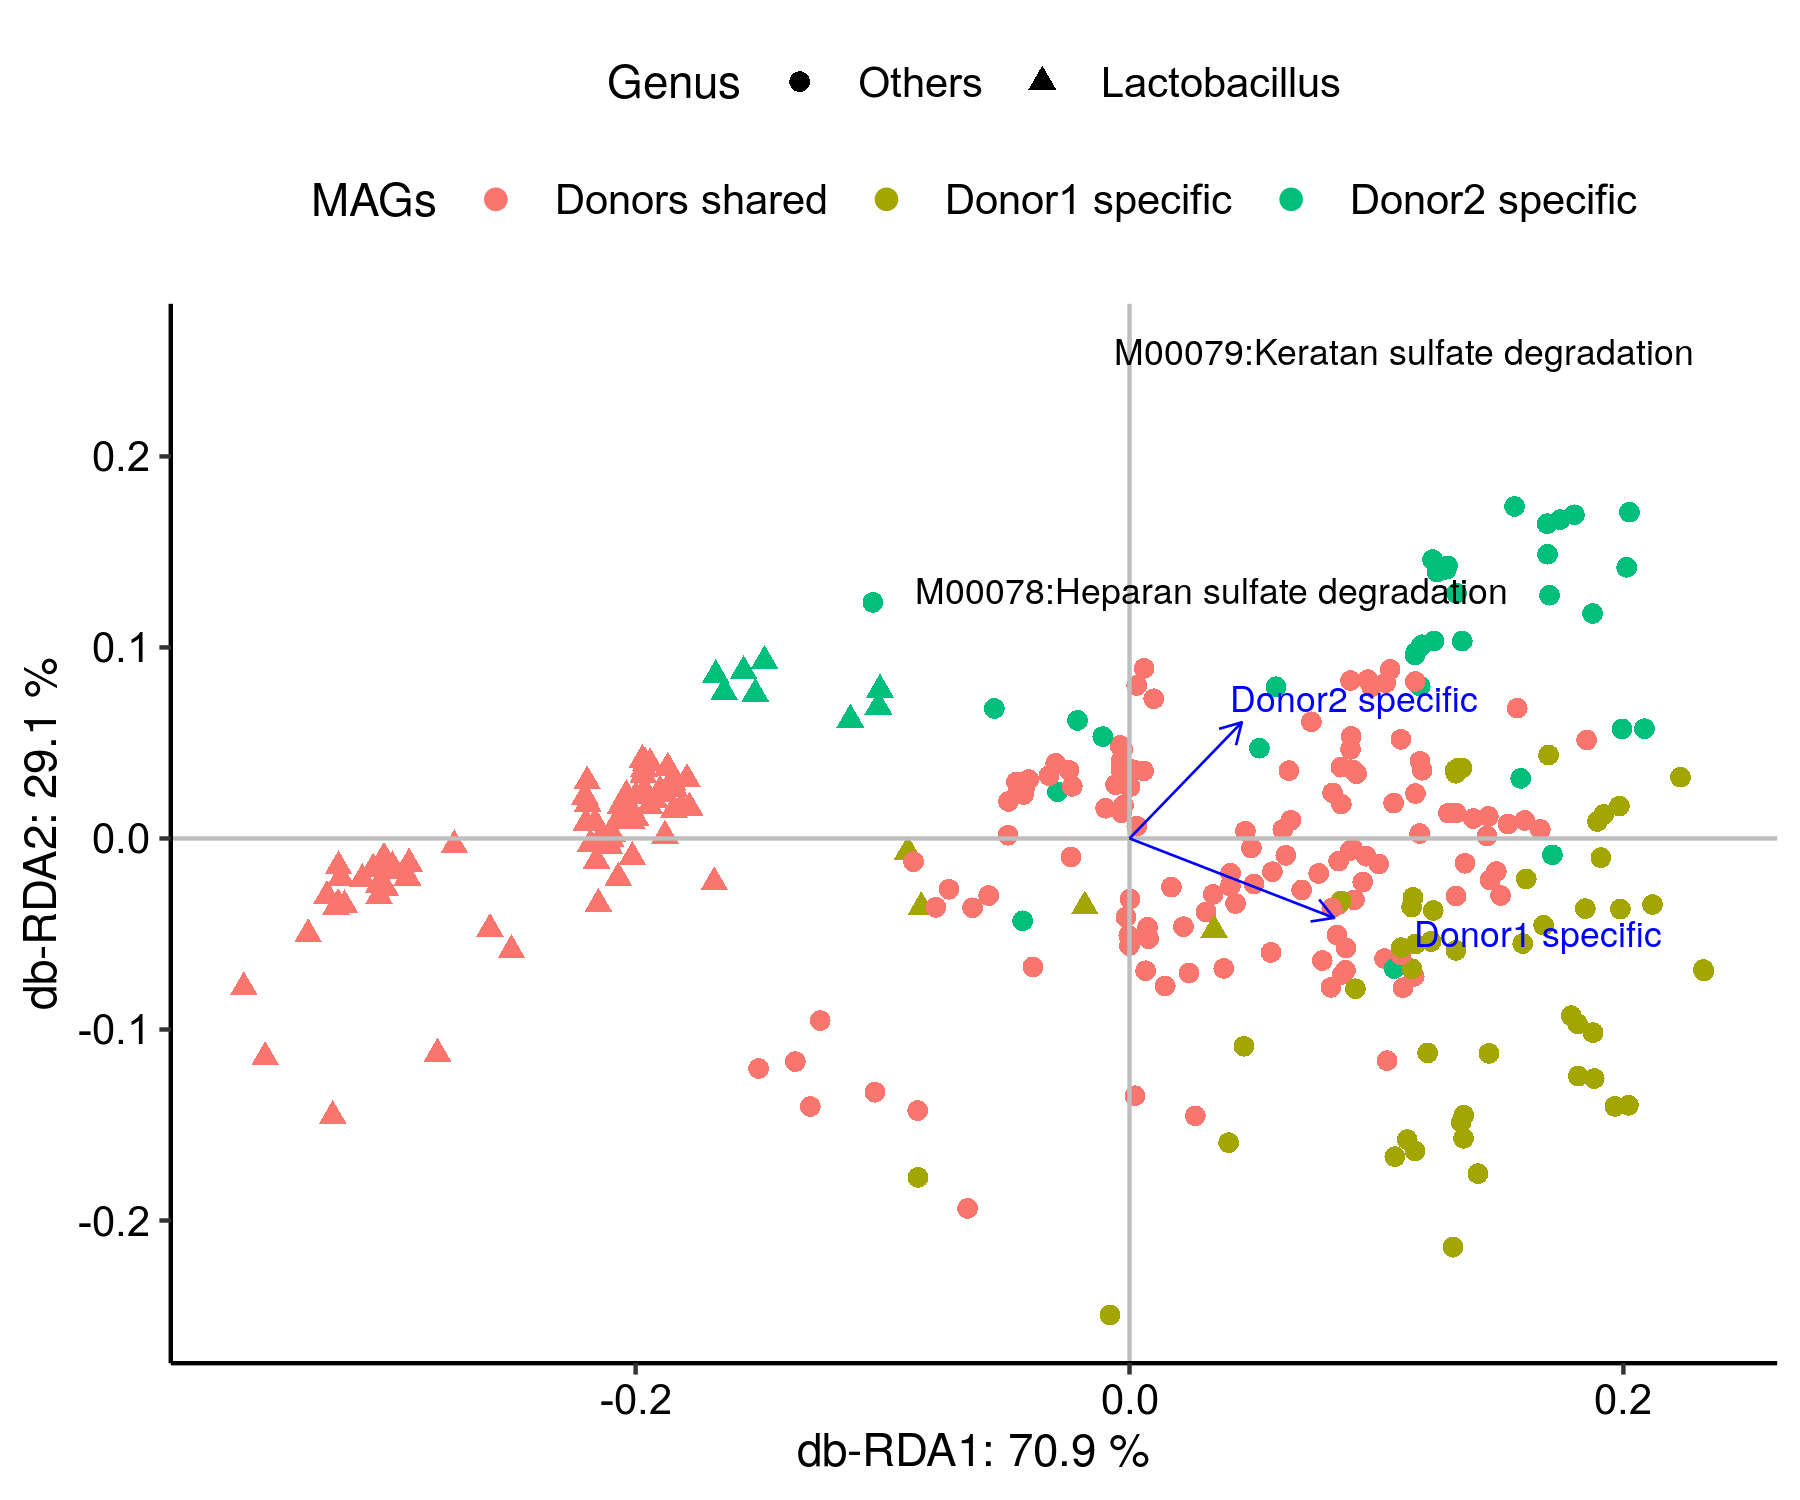 Genus Others Lactobacillus
MAGs Donors shared Donor1 specific Donor2 specific
M00079:Keratan sulfate degradation
0.2
M00078:Heparan sulfate degradation
0.1
Donor2 specific
0.0
Donor1 specific
-0.1
-0.2
db-RDA2: 29.1 %
-0.2 0.0 0.2
db-RDA1: 70.9 %